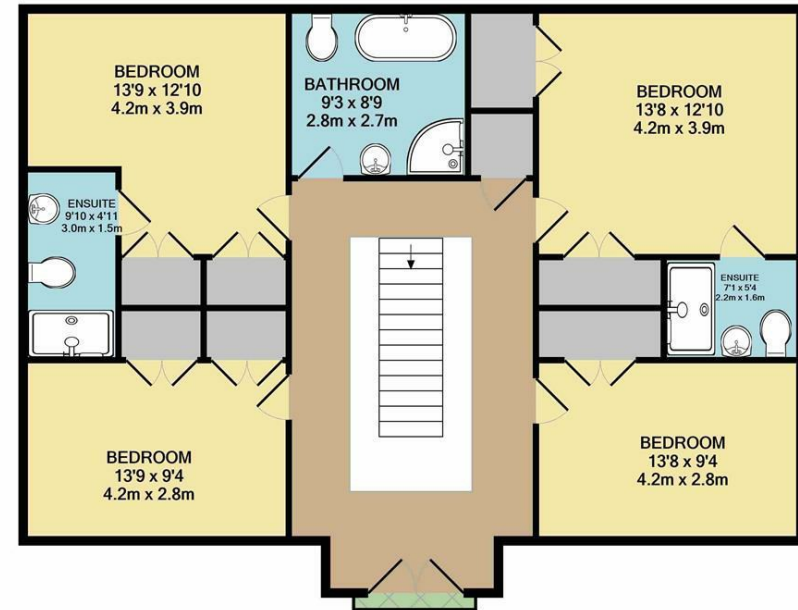 BEDROOM
13'9 x 12'10
4.2m x 3.9m
BATHROOM
9'3 x 8'9
2.8m x 2.7m
BEDROOM
13'8 x 12'10
4.2m x 3.9m
ENSUITE
9'10 x 4'11
3.0m x 1.5m
ENSUITE
7'1 x 5'4
2.2m x 1.6m
BEDROOM
13'9 x 9'4
4.2m x 2.8m
BEDROOM
13'8 x 9'4
4.2m x 2.8m